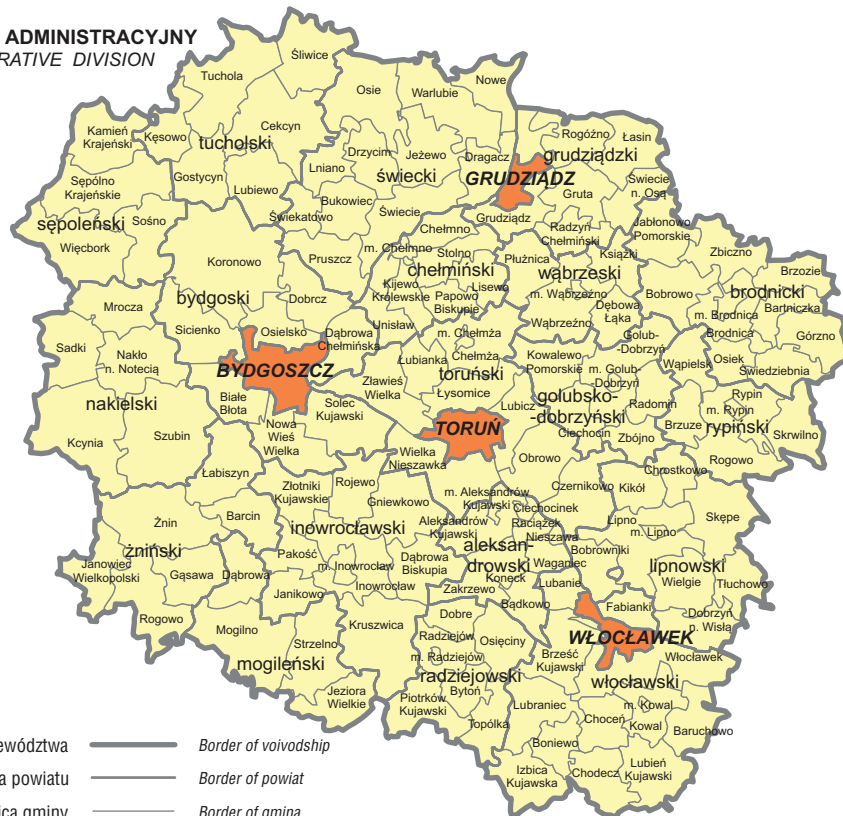 ADMINISTRACYJNY
RATIVE DIVISION
Śliwice
Tuchola
Nowe
Osie
Warlubie
Kamień
Krajeński
Kęsowo
Cekcyn
tucholski
Rogóźno
Łasin
grudziądzki
Drzycim
Jeżewo
Dragacz
Lniano
świecki
GRUDZIĄDZ
Gostycyn
Lubiewo
Sępólno
Krajeńskie
Świecie
n. Osą
Gruta
Bukowiec
Świecie
Świekatowo
Grudziądz
sępoleński
Sośno
Więcbork
Radzyń
Chełmiński
Jabłonowo
Pomorskie
Chełmno
m. Chełmno
Stolno
Płużnica
Książki
Zbiczno
Pruszcz
Koronowo
chełmiński
wąbrzeski
Brzozie
Kijewo
Królewskie
Lisewo
Papowo
Biskupie
m. Wąbrzeźno
Dębowa
Łąka
Bobrowo
brodnicki
Bartniczka
bydgoski
Dobrcz
Mrocza
m. Brodnica
Brodnica
Górzno
Sicienko
Osielsko
Dąbrowa
Chełmińska
Unisław
m. Chełmża
Wąbrzeźno
Golub-
-Dobrzyń
Sadki
Nakło
n. Notecią
Łubianka
Chełmża
Kowalewo
Pomorskie
Wąpielsk
Osiek
Świedziebnia
BYDGOSZCZ
Zławieś
Wielka
toruński
m. Golub-
-Dobrzyń
Łysomice
golubsko-
-dobrzyński
Radomin
Rypin
m. Rypin
nakielski
Białe
Błota
Solec
Kujawski
Lubicz
Brzuze
rypiński
Skrwilno
TORUŃ
Kcynia
Szubin
Nowa
Wieś
Wielka
Ciechocin
Zbójno
Wielka
Nieszawka
Obrowo
Rogowo
Łabiszyn
Chrostkowo
Złotniki
Kujawskie
Rojewo
Gniewkowo
m. Aleksandrów
Kujawski
Czernikowo
Kikół
Ciechocinek
Raciążek
Nieszawa
Żnin
Barcin
inowrocławski
Aleksandrów
Kujawski
Lipno
m. Lipno
Skępe
żniński
Pakość
m. Inowrocław
Dąbrowa
Biskupia
aleksan-
drowski
Waganiec
Bobrowniki
lipnowski
Janowiec
Wielkopolski
Gąsawa
Dąbrowa
Inowrocław
Koneck
Lubanie
Wielgie
Tłuchowo
Janikowo
Zakrzewo
Bądkowo
Fabianki
Dobrzyń
n. Wisłą
Rogowo
Mogilno
Kruszwica
Dobre
Radziejów
m. Radziejów
Osięciny
WŁOCŁAWEK
Strzelno
Brześć
Kujawski
Włocławek
mogileński
radziejowski
włocławski
Jeziora
Wielkie
Piotrków
Kujawski
Bytoń
Lubraniec
m. Kowal
Kowal
Topólka
Choceń
Baruchowo
Boniewo
Izbica
Kujawska
Chodecz
Lubień
Kujawski
ewództwa Border of voivodship
a powiatu Border of powiat
ica gminy Border of gmina